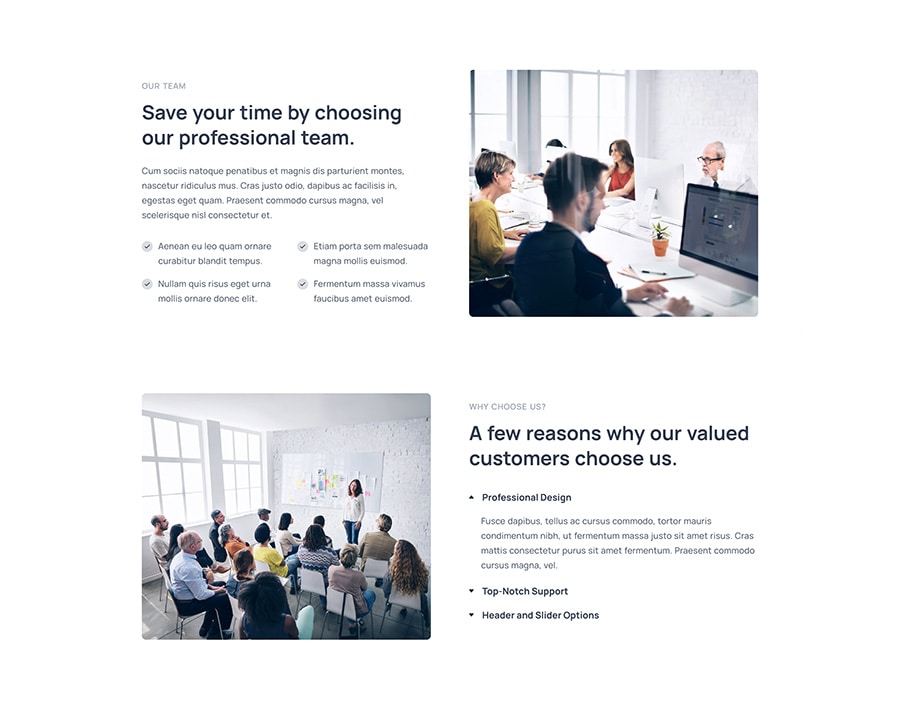 OUR TEAM
Save your time by choosing
our professional team.
Cum sociis natoque penatibus et magnis dis parturient montes,
nascetur ridiculus mus. Cras justo odio, dapibus ac facilisis in,
egestas eget quam. Praesent commodo cursus magna, vel
scelerisque nisl consectetur et.
Aenean eu leo quam ornare
curabitur blandit tempus.
Etiam porta sem malesuada
magna mollis euismod.
Nullam quis risus eget urna
mollis ornare donec elit.
Fermentum massa vivamus
faucibus amet euismod.
WHY CHOOSE US?
A few reasons why our valued
customers choose us.
Professional Design
Fusce dapibus, tellus ac cursus commodo, tortor mauris
condimentum nibh, ut fermentum massa justo sit amet risus. Cras
mattis consectetur purus sit amet fermentum. Praesent commodo
cursus magna, vel.
Top-Notch Support
Header and Slider Options